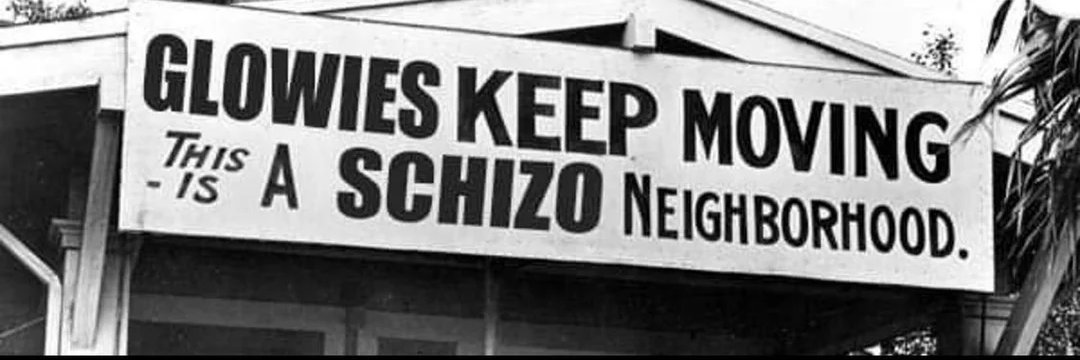 GLOWIES KEEP MOVING
THIS
- IS A SCHIZO NEIGHBORHOOD.